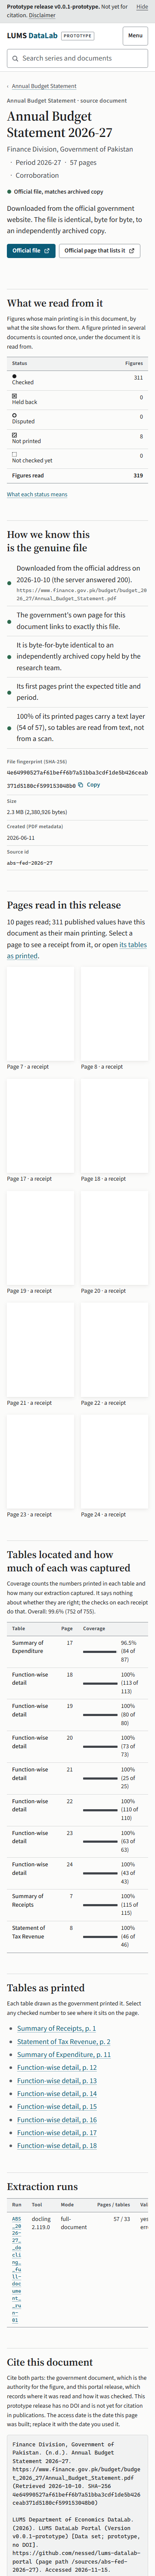 Prototype release v0.0.1-prototype. Not yet for citation. Disclaimer
Hide
LUMS DataLab PROTOTYPE
Menu
Search series and documents
‹ Annual Budget Statement
Annual Budget Statement · source document
Annual Budget
Statement 2026-27
Finance Division, Government of Pakistan
· Period 2026-27 · 57 pages
· Corroboration
Official file, matches archived copy
Downloaded from the official government
website. The file is identical, byte for byte, to
an independently archived copy.
Official file
Official page that lists it
What we read from it
Figures whose main printing is in this document, by
what the site shows for them. A figure printed in several
documents is counted once, under the document it is
read from.
Status Figures
Checked 311
Held back 0
Disputed 0
Not printed 8
Not checked yet 0
Figures read 319
What each status means
How we know this
is the genuine file
Downloaded from the official address on
2026-10-10 (the server answered 200).
https://www.finance.gov.pk/budget/budget_20
26_27/Annual_Budget_Statement.pdf
The government's own page for this
document links to exactly this file.
It is byte-for-byte identical to an
independently archived copy held by the
research team.
Its first pages print the expected title and
period.
100% of its printed pages carry a text layer
(54 of 57), so tables are read from text, not
from a scan.
File fingerprint (SHA-256)
Copy
Size
2.3 MB (2,380,926 bytes)
Created (PDF metadata)
2026-06-11
Source id
abs-fed-2026-27
Pages read in this release
10 pages read; 311 published values have this
document as their main printing. Select a
page to see a receipt from it, or open its tables
as printed.
Page 7 · a receipt
Page 8 · a receipt
Page 17 · a receipt
Page 18 · a receipt
Page 19 · a receipt
Page 20 · a receipt
Page 21 · a receipt
Page 22 · a receipt
Page 23 · a receipt
Page 24 · a receipt
Tables located and how
much of each was captured
Coverage counts the numbers printed in each table and
how many our extraction captured. It says nothing
about whether they are right; the checks on each receipt
do that. Overall: 99.6% (752 of 755).
Table Page Coverage
Summary of Expenditure 17 96.5% (84 of 87)
Function-wise detail 18 100% (113 of 113)
Function-wise detail 19 100% (80 of 80)
Function-wise detail 20 100% (73 of 73)
Function-wise detail 21 100% (25 of 25)
Function-wise detail 22 100% (110 of 110)
Function-wise detail 23 100% (63 of 63)
Function-wise detail 24 100% (43 of 43)
Summary of Receipts 7 100% (115 of 115)
Statement of Tax Revenue 8 100% (46 of 46)
Tables as printed
Each table drawn as the government printed it. Select
any checked number to see where it sits on the page.
Summary of Receipts, p. 1
Statement of Tax Revenue, p. 2
Summary of Expenditure, p. 11
Function-wise detail, p. 12
Function-wise detail, p. 13
Function-wise detail, p. 14
Function-wise detail, p. 15
Function-wise detail, p. 16
Function-wise detail, p. 17
Function-wise detail, p. 18
Extraction runs
Run Tool Mode Pages / tables
docling 2.119.0 full-document 57 / 33
Cite this document
Cite both parts: the government document, which is the
authority for the figure, and this portal release, which
records where it was read and how it was checked. This
prototype release has no DOI and is not yet for citation
in publications. The access date is the date this page
was built; replace it with the date you used it.
Finance Division, Government of
Pakistan. (n.d.). Annual Budget
Statement 2026-27.
https://www.finance.gov.pk/budget/budge
t_2026_27/Annual_Budget_Statement.pdf
(Retrieved 2026-10-10. SHA-256
LUMS Department of Economics DataLab.
(2026). LUMS DataLab Portal (Version
v0.0.1-prototype) [Data set; prototype,
no DOI].
https://github.com/nessed/lums-datalab-
portal (page path /sources/abs-fed-
2026-27). Accessed 2026-11-15.